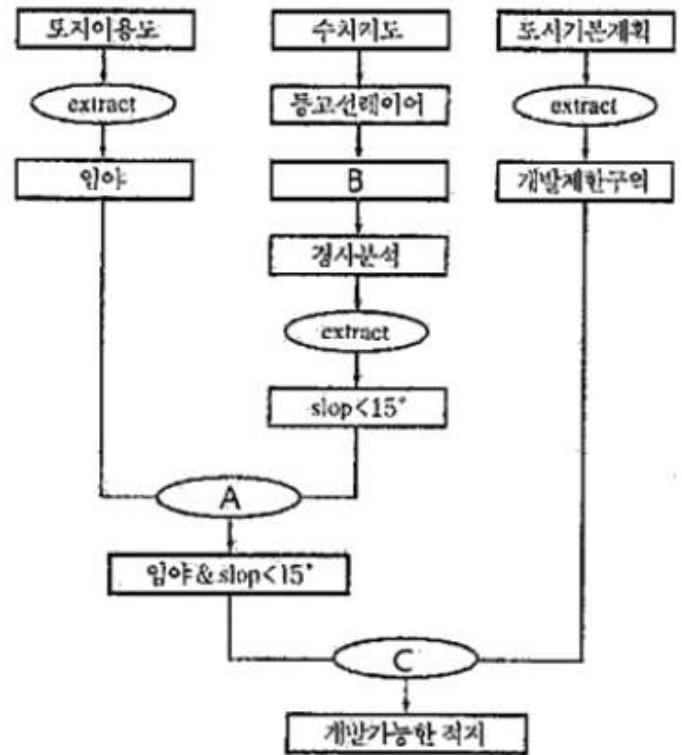 토지이용도
수치지도
도시기본계획
extract
등고선레이어
extract
임야
B
개발제한구역
경사분석
extract
slop<15°
A
임야 & slop<15°
C
개발가능한 적지